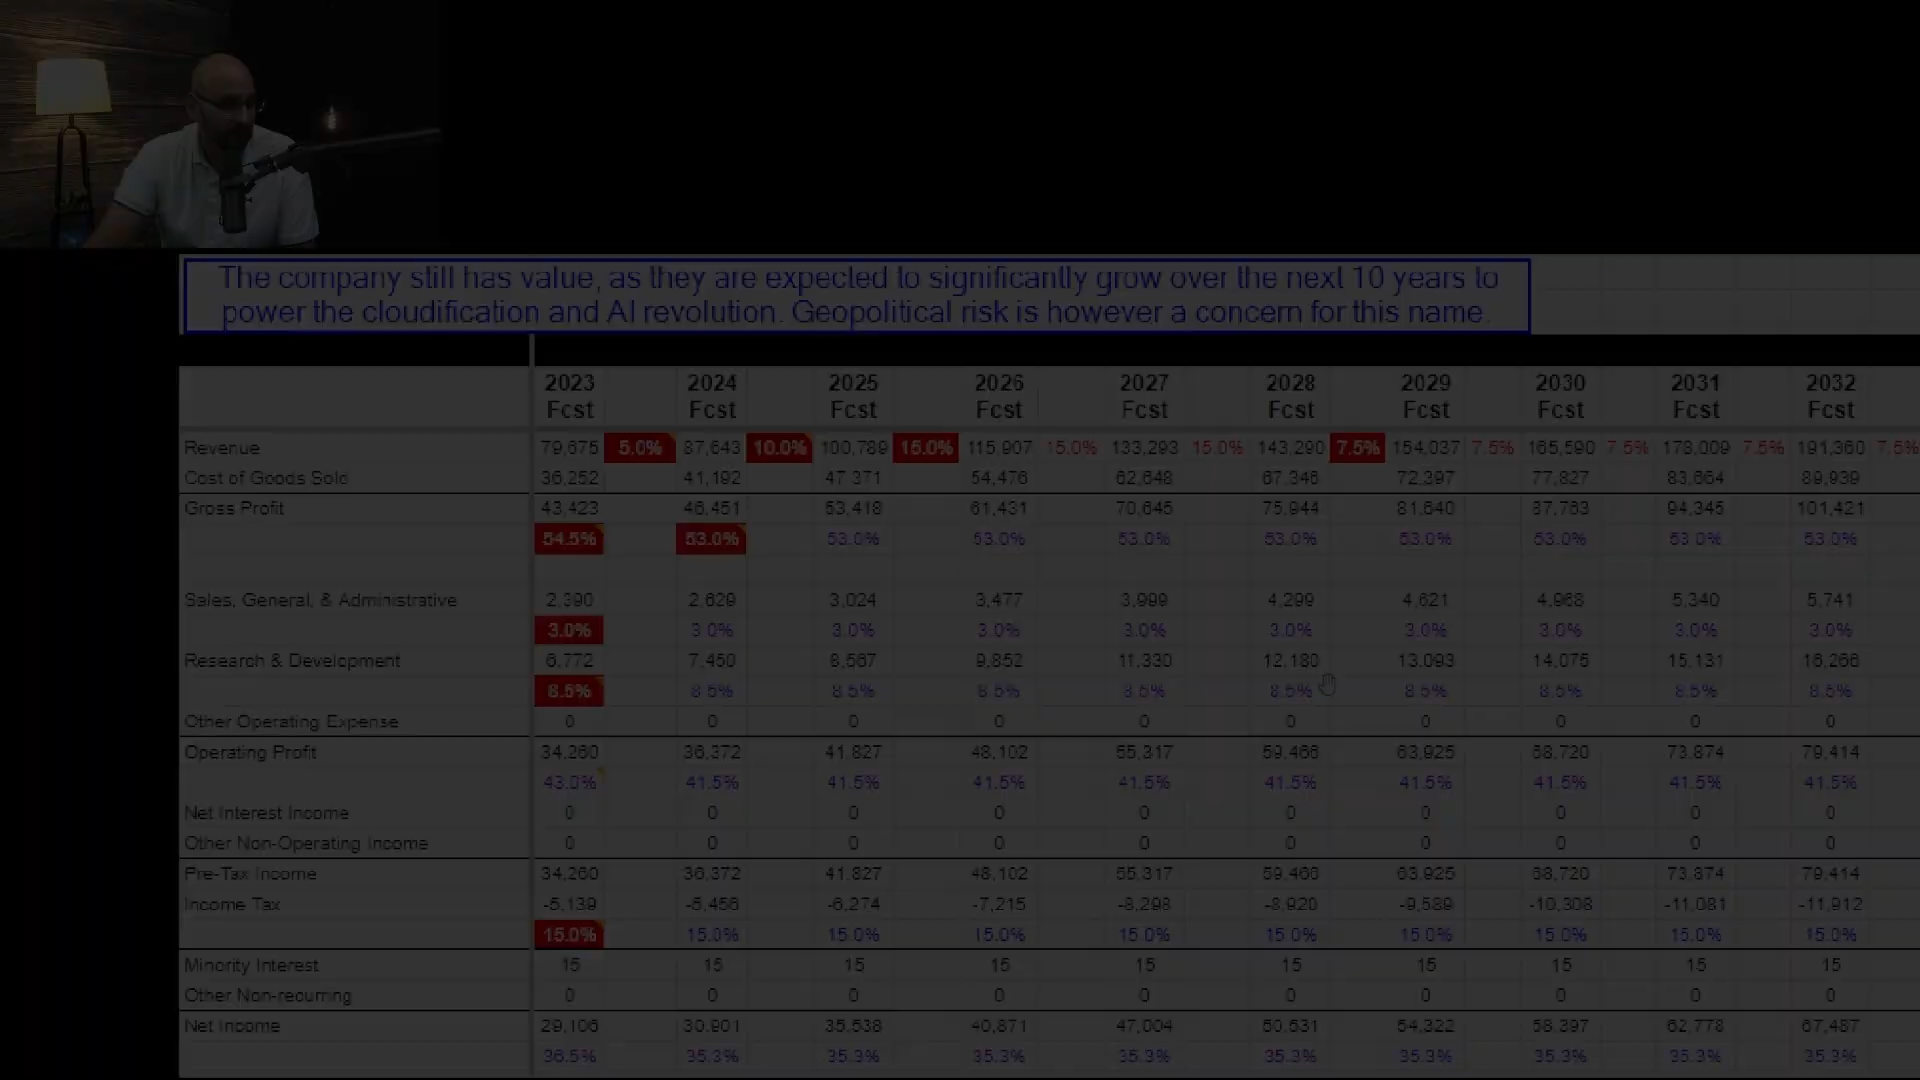 The company still has value, as they are expected to significantly grow over the next 10 years to
power the cloudification and AI revolution. Geopolitical risk is however a concern for this name.
2023 2024 2025 2026 2027 2028 2029 2030 2031 2032
Fcst Fcst Fcst Fcst Fcst Fcst Fcst Fcst Fcst Fcst
Revenue 79,675 5.0% 87,643 10.0% 100,789 15.0% 115,907 15.0% 133,293 15.0% 143,290 7.5% 154,037 7.5% 165,590 7.5% 178,009 7.5% 191,360 7.5%
Cost of Goods Sold 36,252 41,192 47,371 54,476 62,648 67,346 72,397 77,827 83,664 89,939
Gross Profit 43,423 46,451 53,418 61,431 70,645 75,944 81,640 87,763 94,345 101,421
54.5% 53.0% 53.0% 53.0% 53.0% 53.0% 53.0% 53.0% 53.0% 53.0%
Sales, General, & Administrative 2,390 2,629 3,024 3,477 3,999 4,299 4,621 4,968 5,340 5,741
3.0% 3.0% 3.0% 3.0% 3.0% 3.0% 3.0% 3.0% 3.0% 3.0%
Research & Development 6,772 7,450 8,567 9,852 11,330 12,180 13,093 14,075 15,131 16,266
8.5% 8.5% 8.5% 8.5% 8.5% 8.5% 8.5% 8.5% 8.5% 8.5%
Other Operating Expense 0 0 0 0 0 0 0 0 0 0
Operating Profit 34,260 36,372 41,827 48,102 55,317 59,466 63,925 68,720 73,874 79,414
43.0% 41.5% 41.5% 41.5% 41.5% 41.5% 41.5% 41.5% 41.5% 41.5%
Net Interest Income 0 0 0 0 0 0 0 0 0 0
Other Non-Operating Income 0 0 0 0 0 0 0 0 0 0
Pre-Tax Income 34,260 36,372 41,827 48,102 55,317 59,466 63,925 68,720 73,874 79,414
Income Tax -5,139 -5,456 -6,274 -7,215 -8,298 -8,920 -9,589 -10,308 -11,081 -11,912
15.0% 15.0% 15.0% 15.0% 15.0% 15.0% 15.0% 15.0% 15.0% 15.0%
Minority Interest 15 15 15 15 15 15 15 15 15 15
Other Non-recurring 0 0 0 0 0 0 0 0 0 0
Net Income 29,106 30,901 35,538 40,871 47,004 50,531 54,322 58,397 62,778 67,487
36.5% 35.3% 35.3% 35.3% 35.3% 35.3% 35.3% 35.3% 35.3% 35.3%